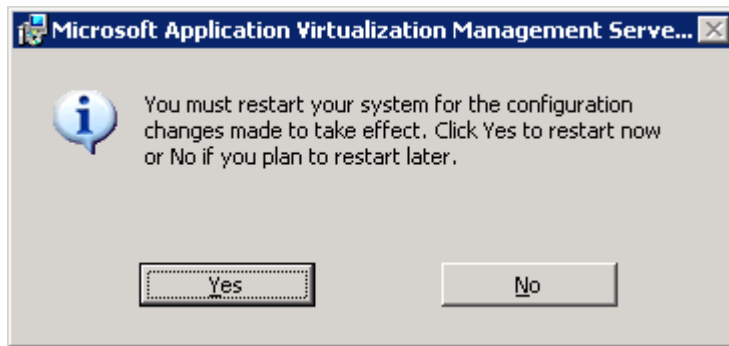 Microsoft Application Virtualization Management Serve...
You must restart your system for the configuration
changes made to take effect. Click Yes to restart now
or No if you plan to restart later.
Yes
No